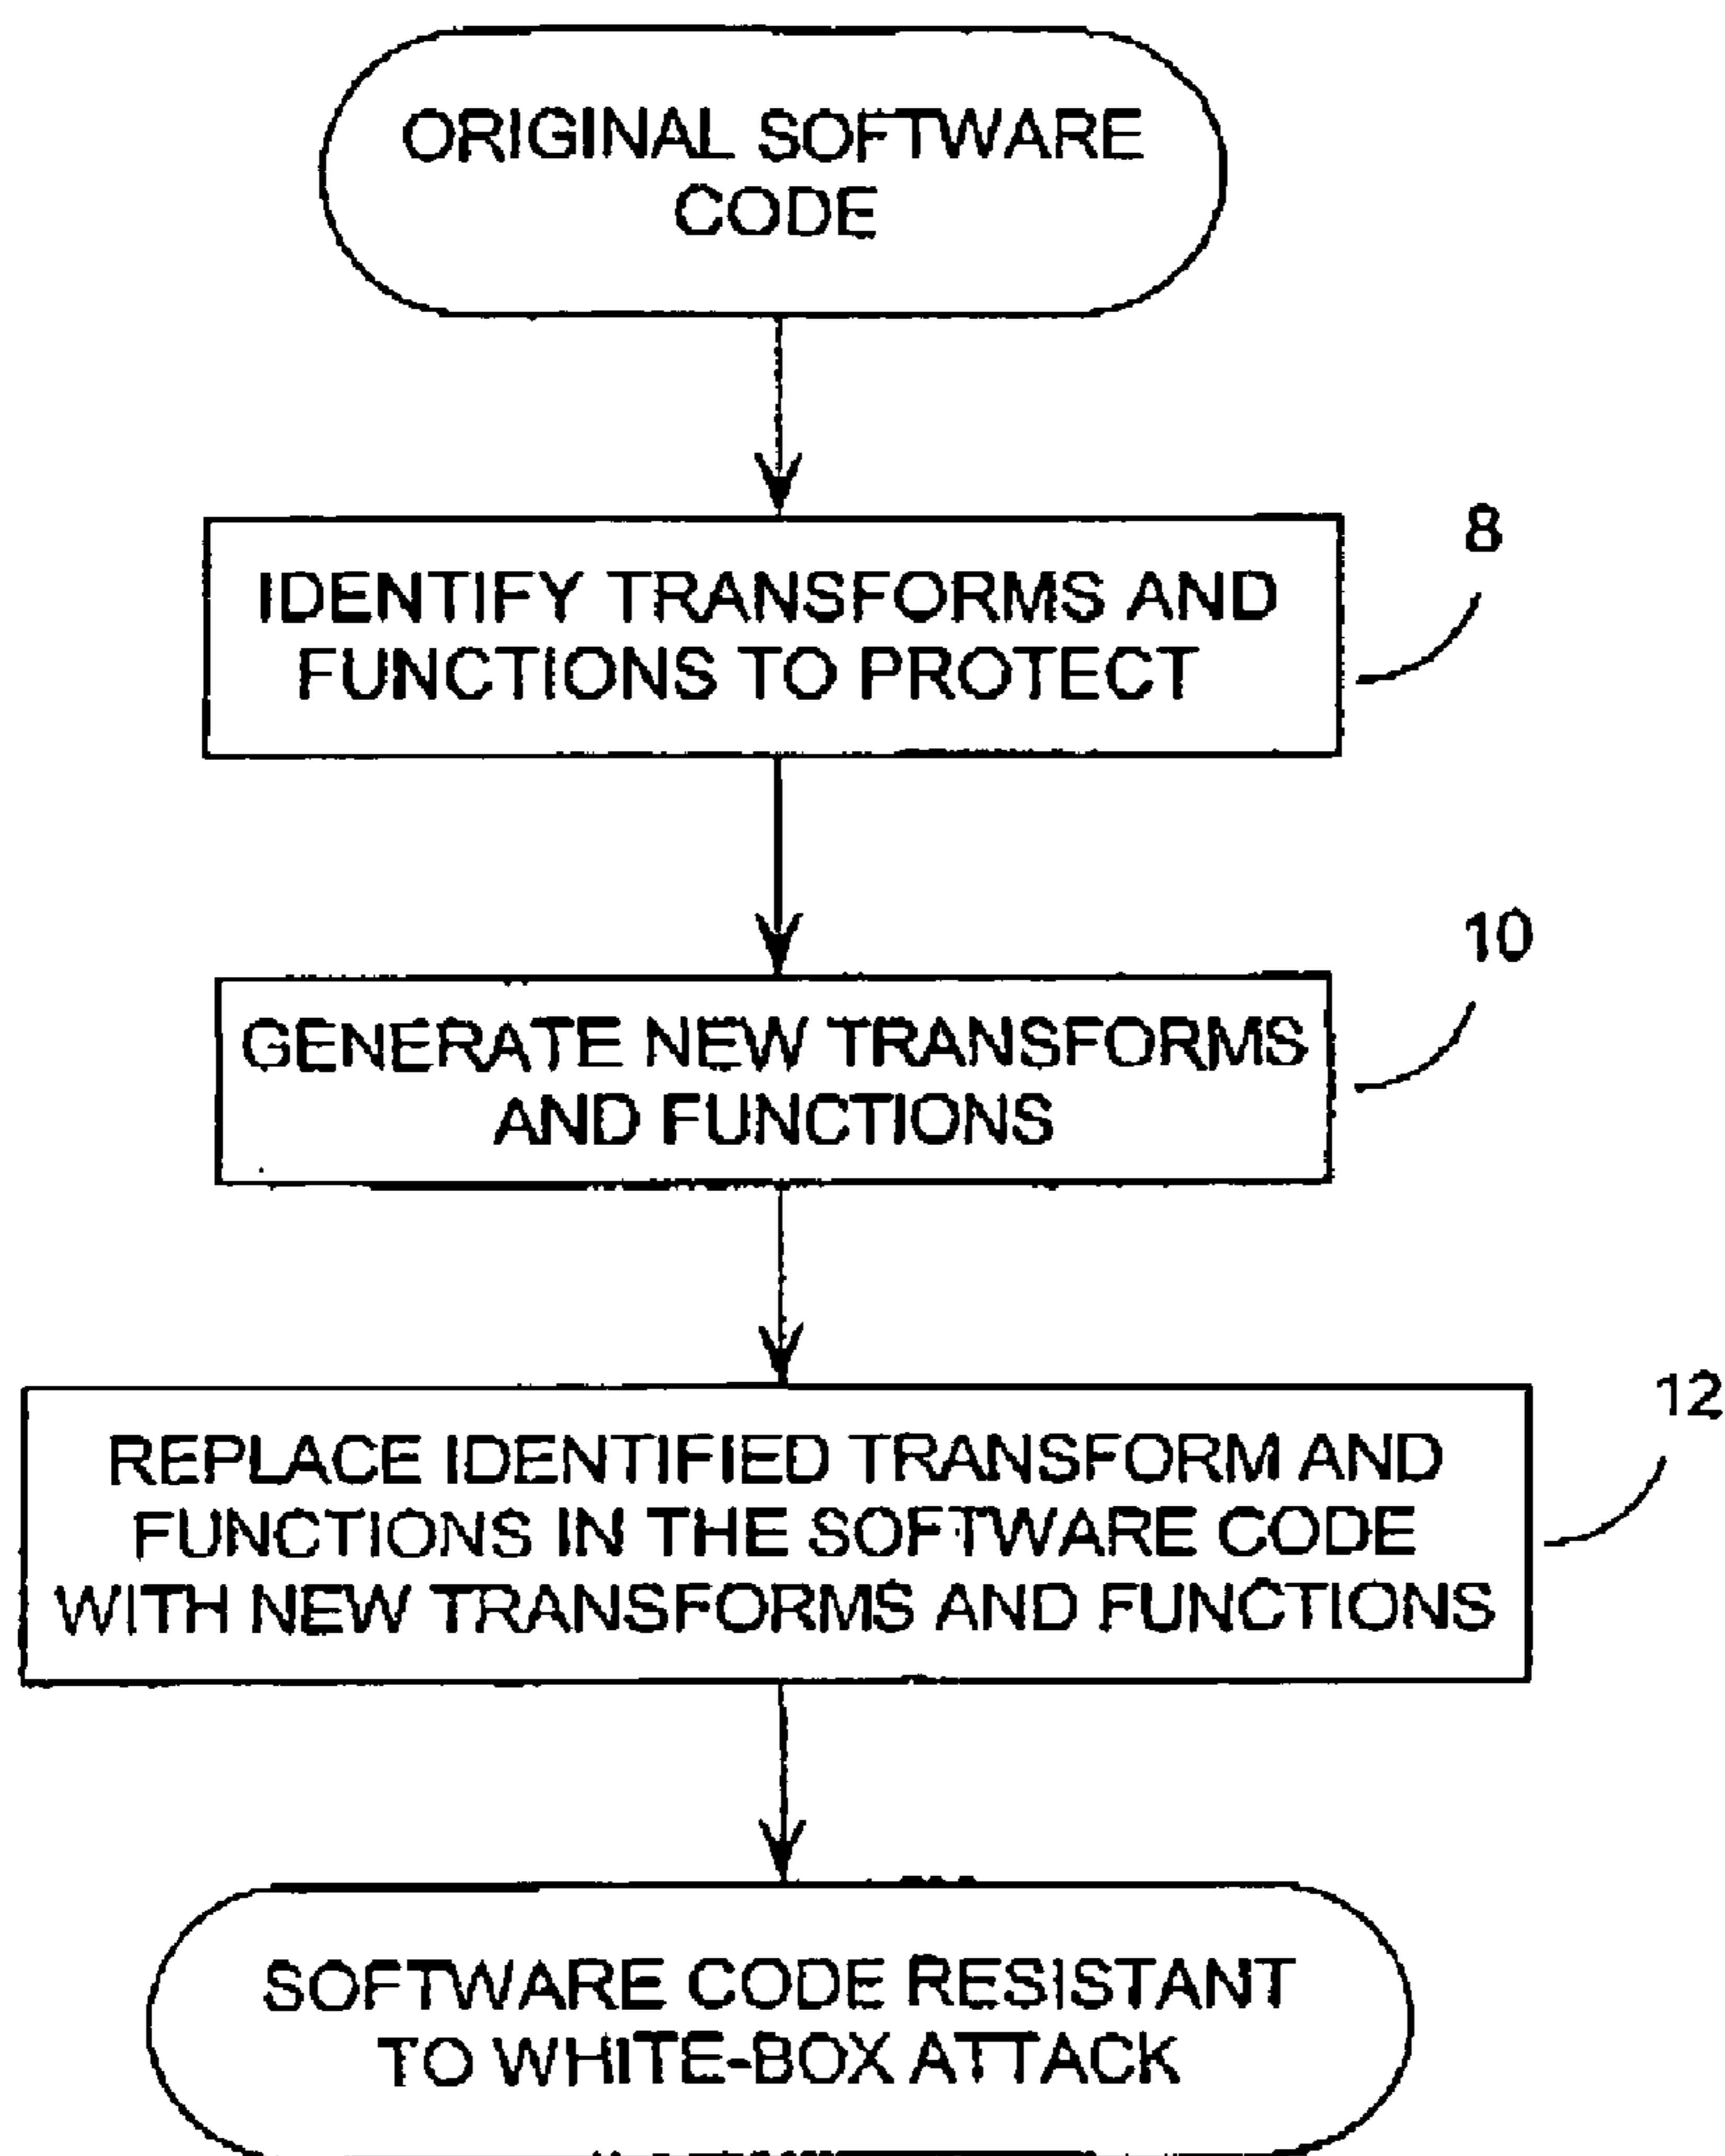 ORIGINAL SOFTWARE
CODE
8
IDENTIFY TRANSFORMS AND
FUNCTIONS TO PROTECT
10
GENERATE NEW TRANSFORMS
AND FUNCTIONS
12
REPLACE IDENTIFIED TRANSFORM AND
FUNCTIONS IN THE SOFTWARE CODE
WITH NEW TRANSFORMS AND FUNCTIONS
SOFTWARE CODE RESISTANT
TO WHITE-BOX ATTACK